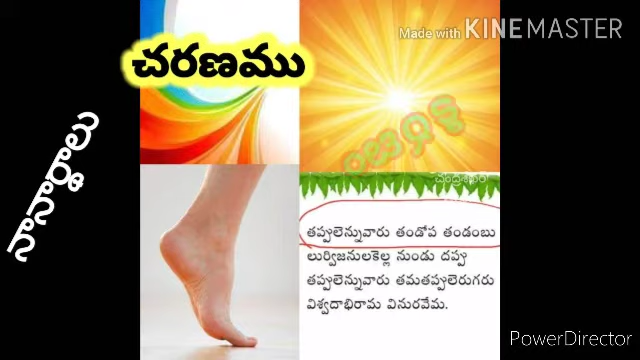 Made with KINEMASTER
చరణము
నానార్థాలు
తప్పులెన్నువారు తండోప తండంబు
లుర్విజనులకెల్ల నుండు దప్పు
తప్పులెన్నువారు తమతప్పులెరుగరు
విశ్వదాభిరామ వినురవేమ.
PowerDirector